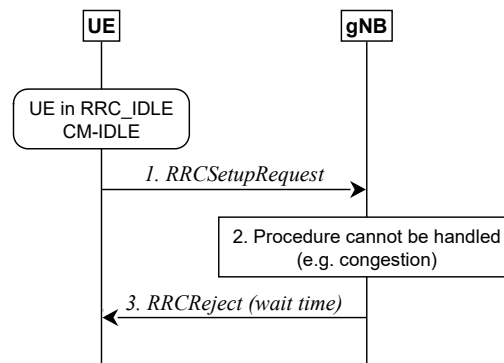 UE
gNB
UE in RRC_IDLE
CM-IDLE
1. RRCSetupRequest
2. Procedure cannot be handled
(e.g. congestion)
3. RRCReject (wait time)